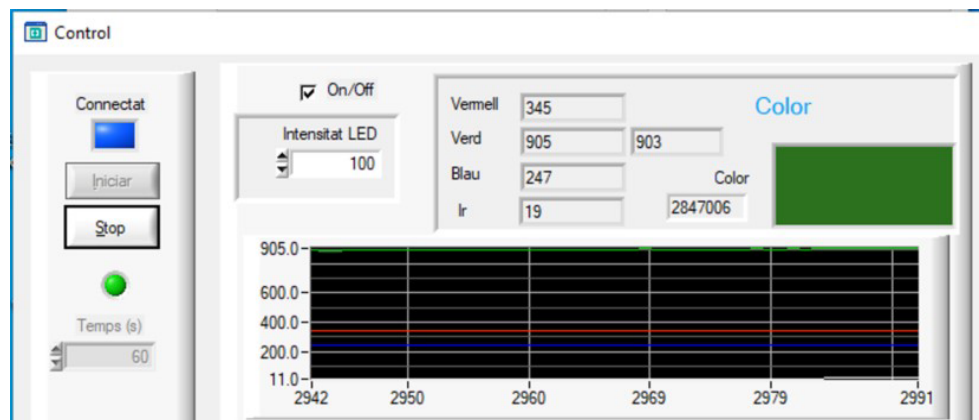 Control
Connectat
Iniciar
Stop
Temps (s)
60
On/Off
Intensitat LED
100
Vermell 345
Verd 905 903
Blau 247
Ir 19
Color
Color
2847006
905.0
600.0
400.0
200.0
11.0
2942 2950 2960 2969 2979 2991